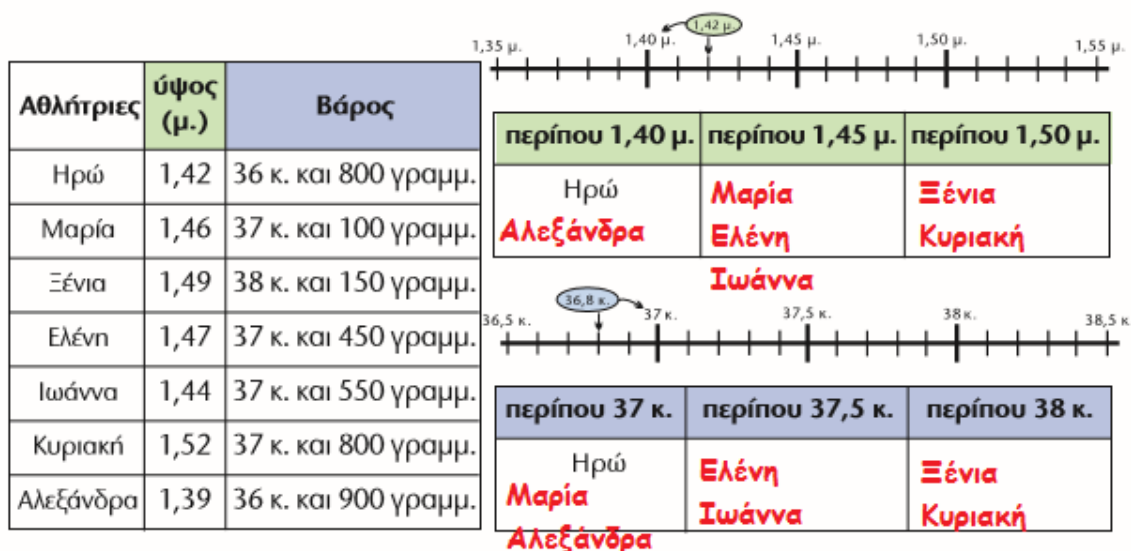 Αθλήτριες ύψος (μ.) Βάρος
Ηρώ 1,42 36 κ. και 800 γραμμ.
Μαρία 1,46 37 κ. και 100 γραμμ.
Ξένια 1,49 38 κ. και 150 γραμμ.
Ελένη 1,47 37 κ. και 450 γραμμ.
Ιωάννα 1,44 37 κ. και 550 γραμμ.
Κυριακή 1,52 37 κ. και 800 γραμμ.
Αλεξάνδρα 1,39 36 κ. και 900 γραμμ.
1,42 μ.
1,35 μ. 1,40 μ. 1,45 μ. 1,50 μ. 1,55 μ.
περίπου 1,40 μ. περίπου 1,45 μ. περίπου 1,50 μ.
Ηρώ Μαρία Ξένια
Αλεξάνδρα Ελένη Κυριακή
Ιωάννα
36,8 κ.
36,5 κ. 37 κ. 37,5 κ. 38 κ. 38,5 κ.
περίπου 37 κ. περίπου 37,5 κ. περίπου 38 κ.
Ηρώ Ελένη Ξένια
Μαρία Ιωάννα Κυριακή
Αλεξάνδρα